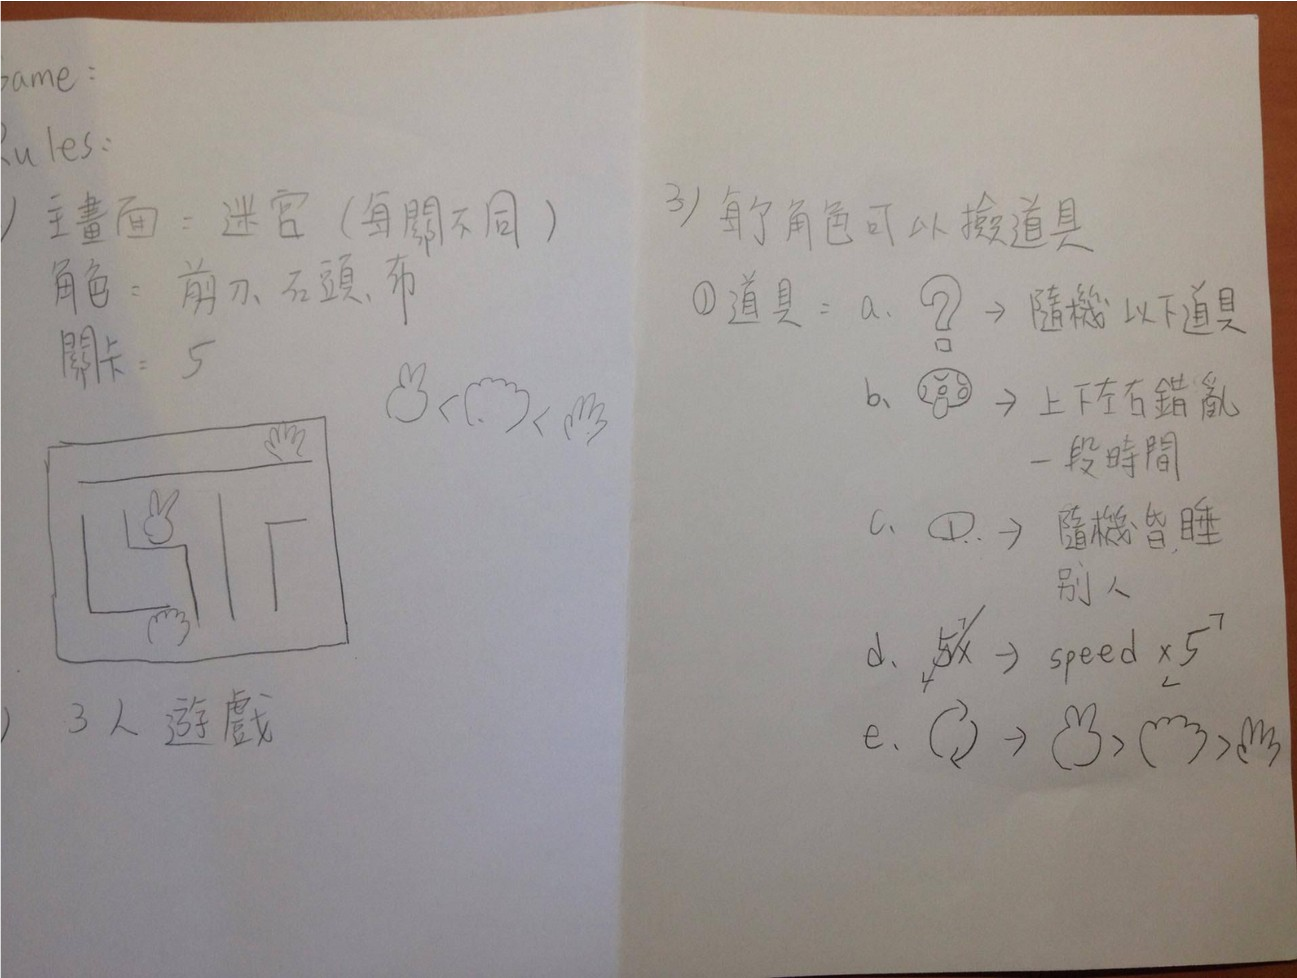 ame:
Rules:
) 主畫面 = 迷宮 (每關不同)
角色 = 剪刀、石頭、布
關卡 = 5
< <
) 3人遊戲
3) 每個角色可以撿道具
① 道具 = a. ? → 隨機以下道具
b. → 上下左右錯亂
一段時間
c. → 隨機皆睡
別人
d. 5x → speed x 5
e. → > >